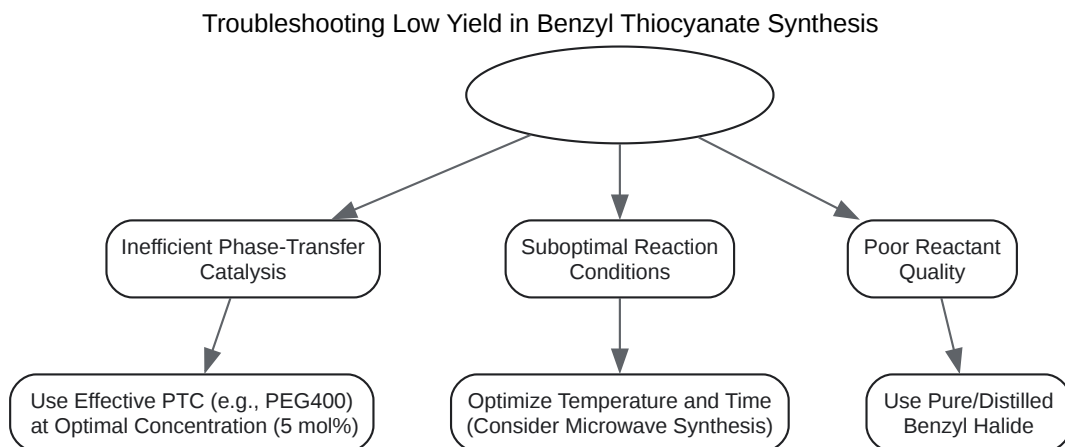 Troubleshooting Low Yield in Benzyl Thiocyanate Synthesis
Inefficient Phase-Transfer
Catalysis
Suboptimal Reaction
Conditions
Poor Reactant
Quality
Use Effective PTC (e.g., PEG400)
at Optimal Concentration (5 mol%)
Optimize Temperature and Time
(Consider Microwave Synthesis)
Use Pure/Distilled
Benzyl Halide